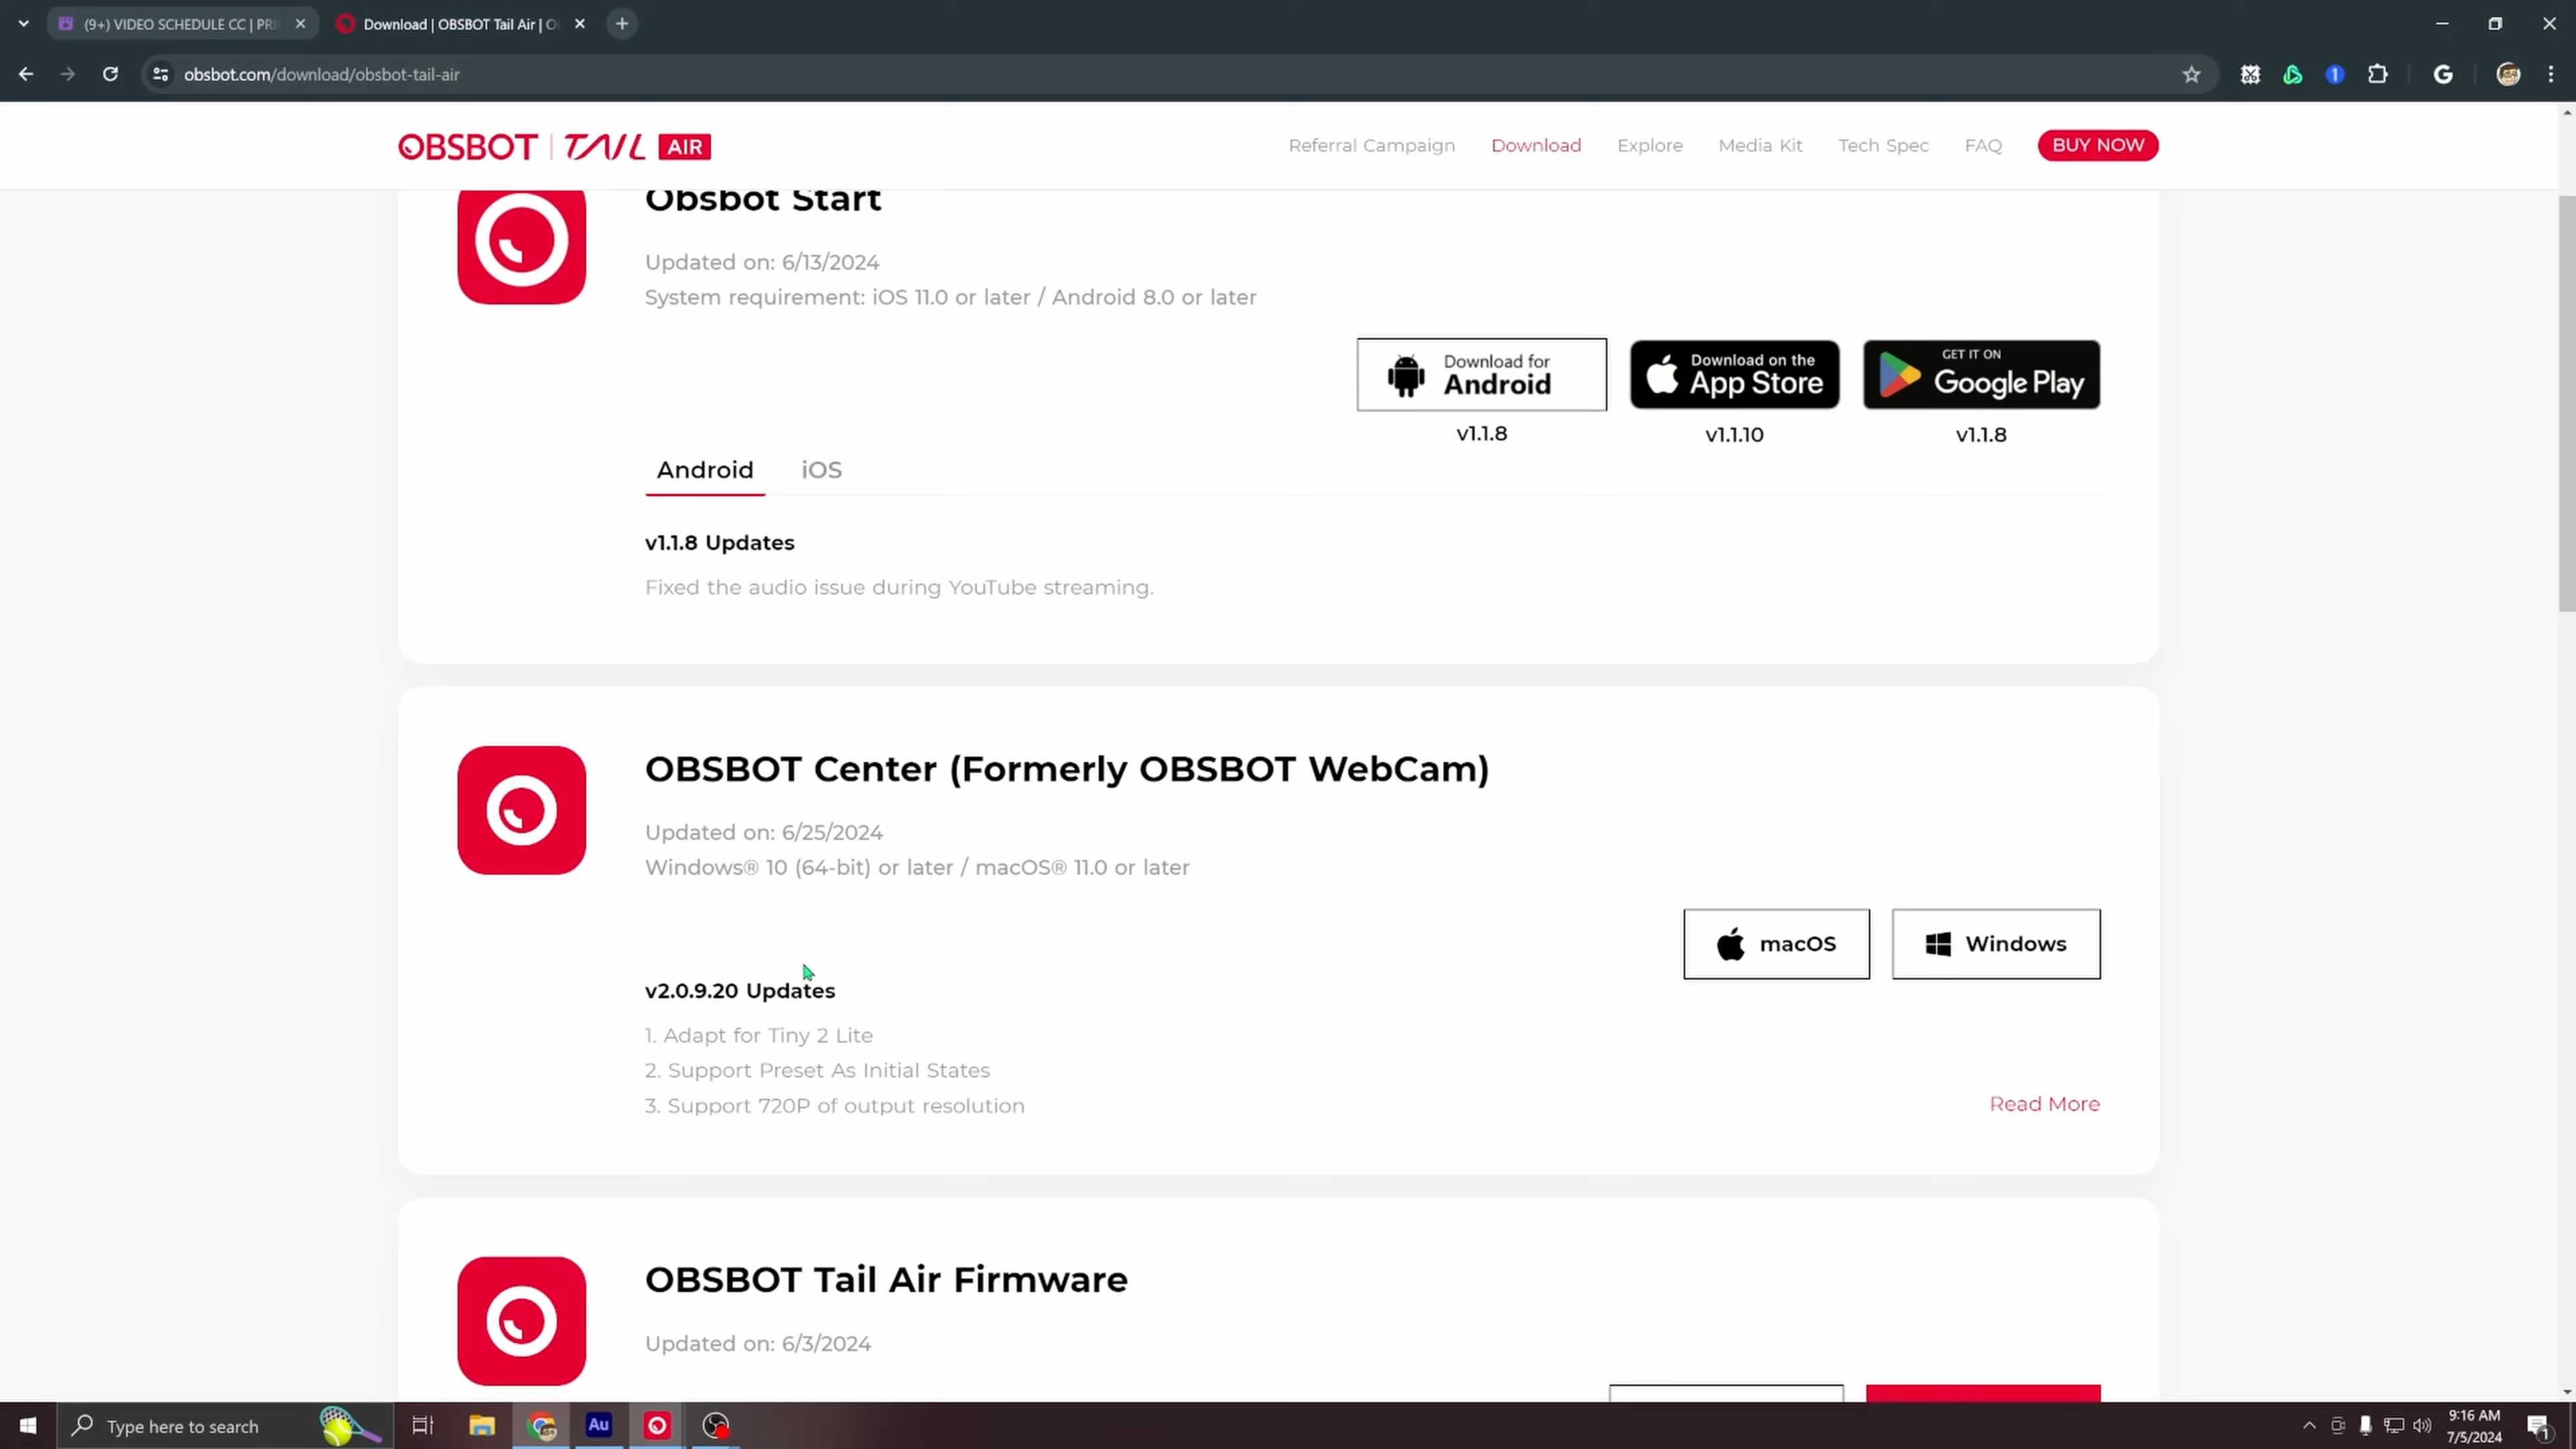 (9+) VIDEO SCHEDULE CC | PRI
Download | OBSBOT Tail Air | O
obsbot.com/download/obsbot-tail-air
OBSBOT | TAIL AIR
Referral Campaign
Download
Explore
Media Kit
Tech Spec
FAQ
BUY NOW
Obsbot Start
Updated on: 6/13/2024
System requirement: iOS 11.0 or later / Android 8.0 or later
Download for
Android
Download on the
App Store
GET IT ON
Google Play
v1.1.8
v1.1.10
v1.1.8
Android
iOS
v1.1.8 Updates
Fixed the audio issue during YouTube streaming.
OBSBOT Center (Formerly OBSBOT WebCam)
Updated on: 6/25/2024
Windows® 10 (64-bit) or later / macOS® 11.0 or later
macOS
Windows
v2.0.9.20 Updates
1. Adapt for Tiny 2 Lite
2. Support Preset As Initial States
3. Support 720P of output resolution
Read More
OBSBOT Tail Air Firmware
Updated on: 6/3/2024
Type here to search
Au
9:16 AM
7/5/2024
1